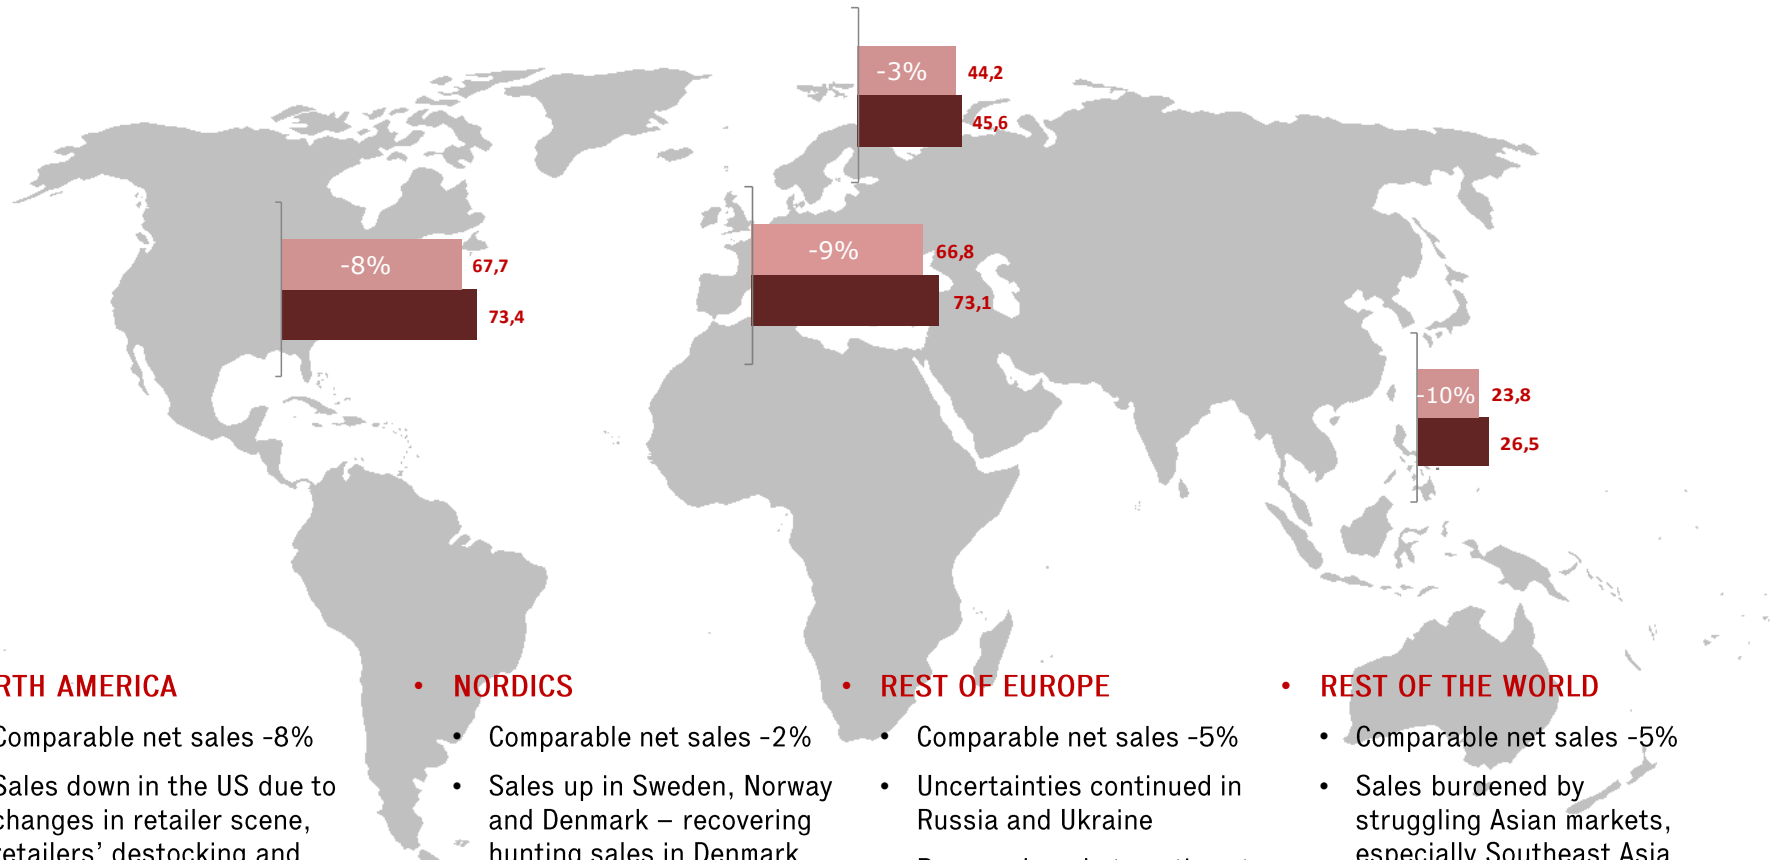 -3%
44,2
45,6
-8%
67,7
73,4
-9%
66,8
73,1
-10%
23,8
26,5
RTH AMERICA
Comparable net sales -8%
Sales down in the US due to
changes in retailer scene,
retailers' destocking and
• NORDICS
• Comparable net sales -2%
• Sales up in Sweden, Norway
and Denmark – recovering
hunting sales in Denmark
• REST OF EUROPE
• Comparable net sales -5%
• Uncertainties continued in
Russia and Ukraine
• REST OF THE WORLD
• Comparable net sales -5%
• Sales burdened by
struggling Asian markets,
especially Southeast Asia